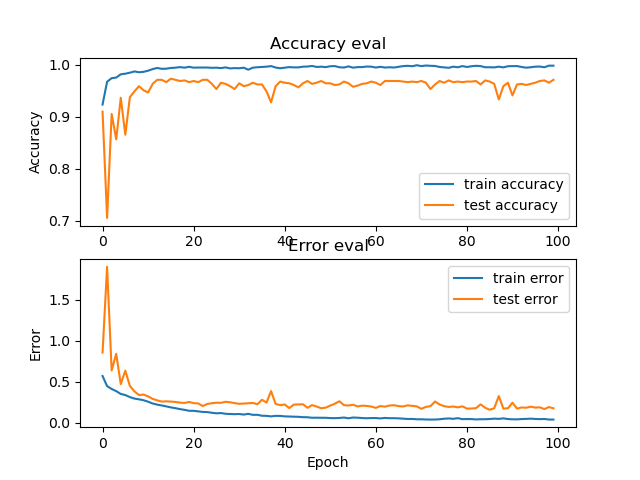 Accuracy eval
1.0
0.9
0.8
0.7
Accuracy
train accuracy
test accuracy
0 20 40 60 80 100
Error eval
1.5
1.0
0.5
0.0
Error
train error
test error
0 20 40 60 80 100
Epoch